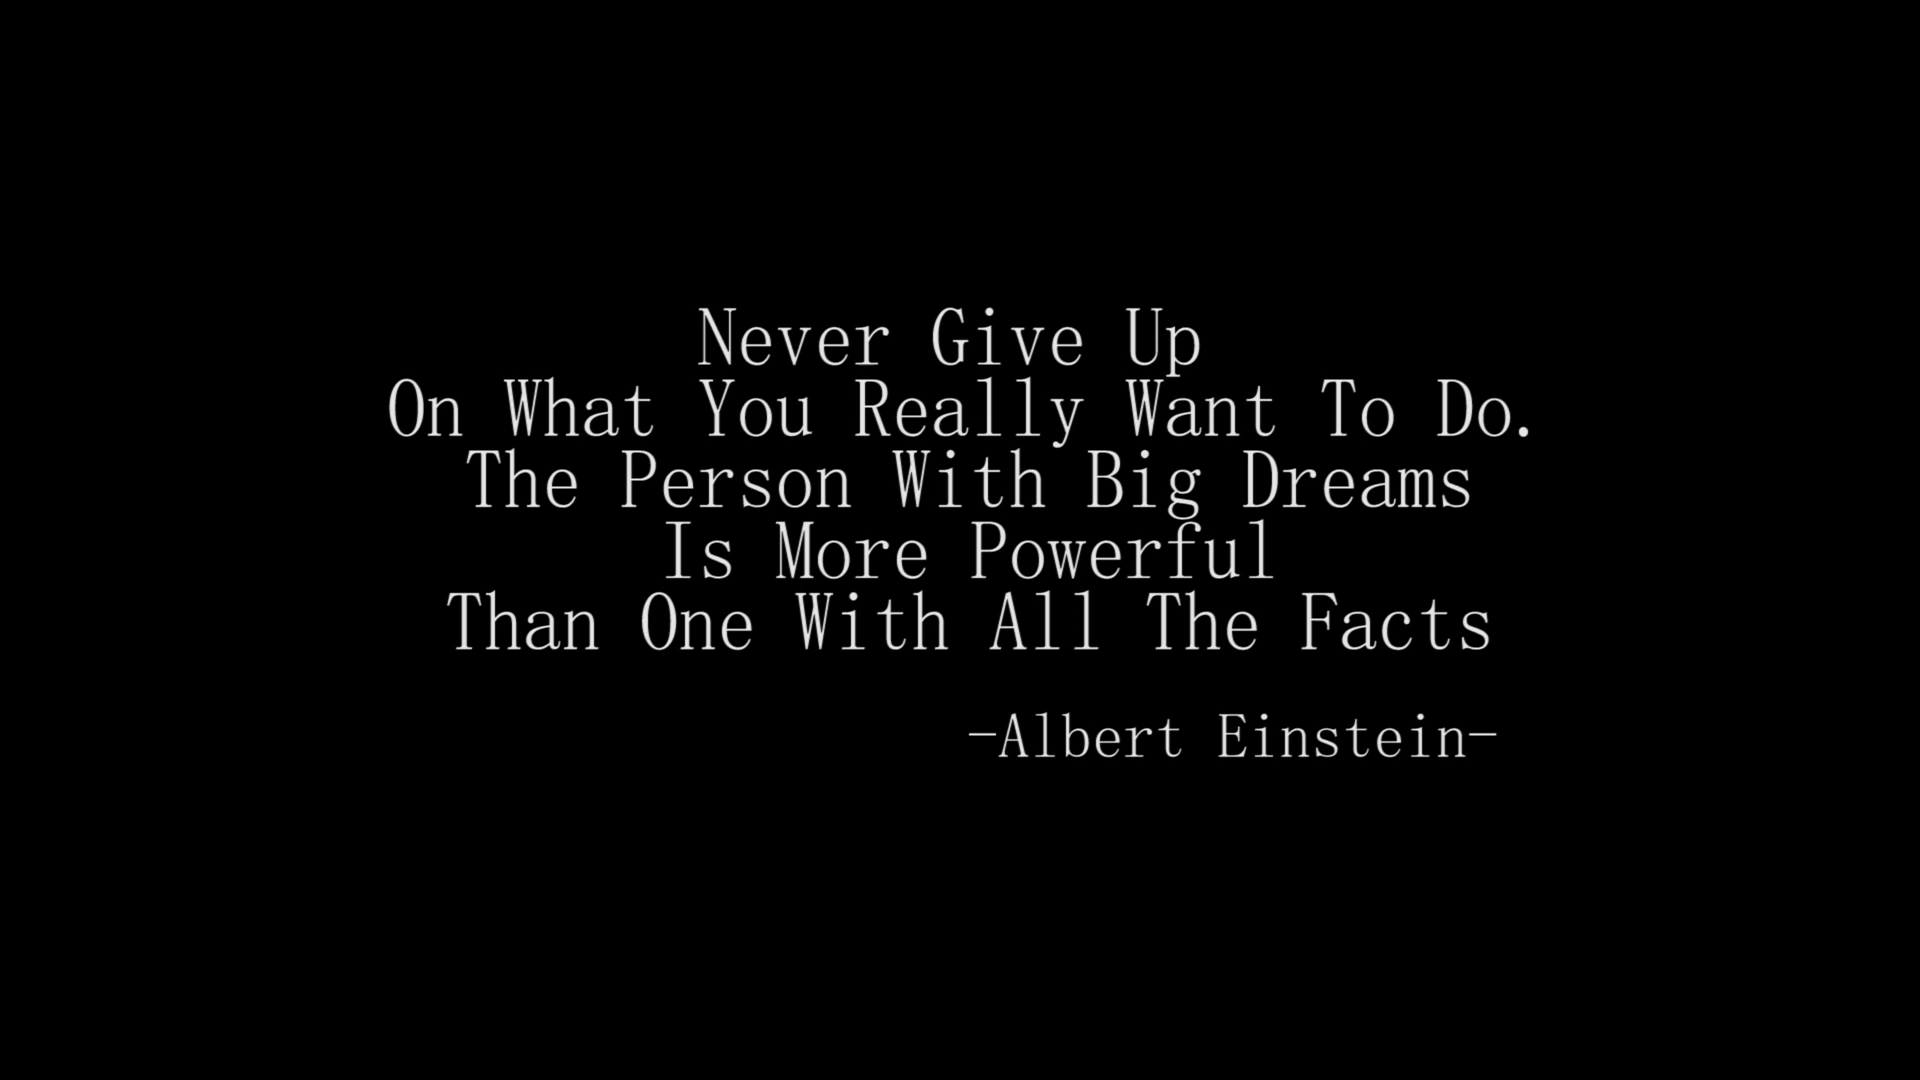 Never Give Up
On What You Really Want To Do.
The Person With Big Dreams
Is More Powerful
Than One With All The Facts
-Albert Einstein-